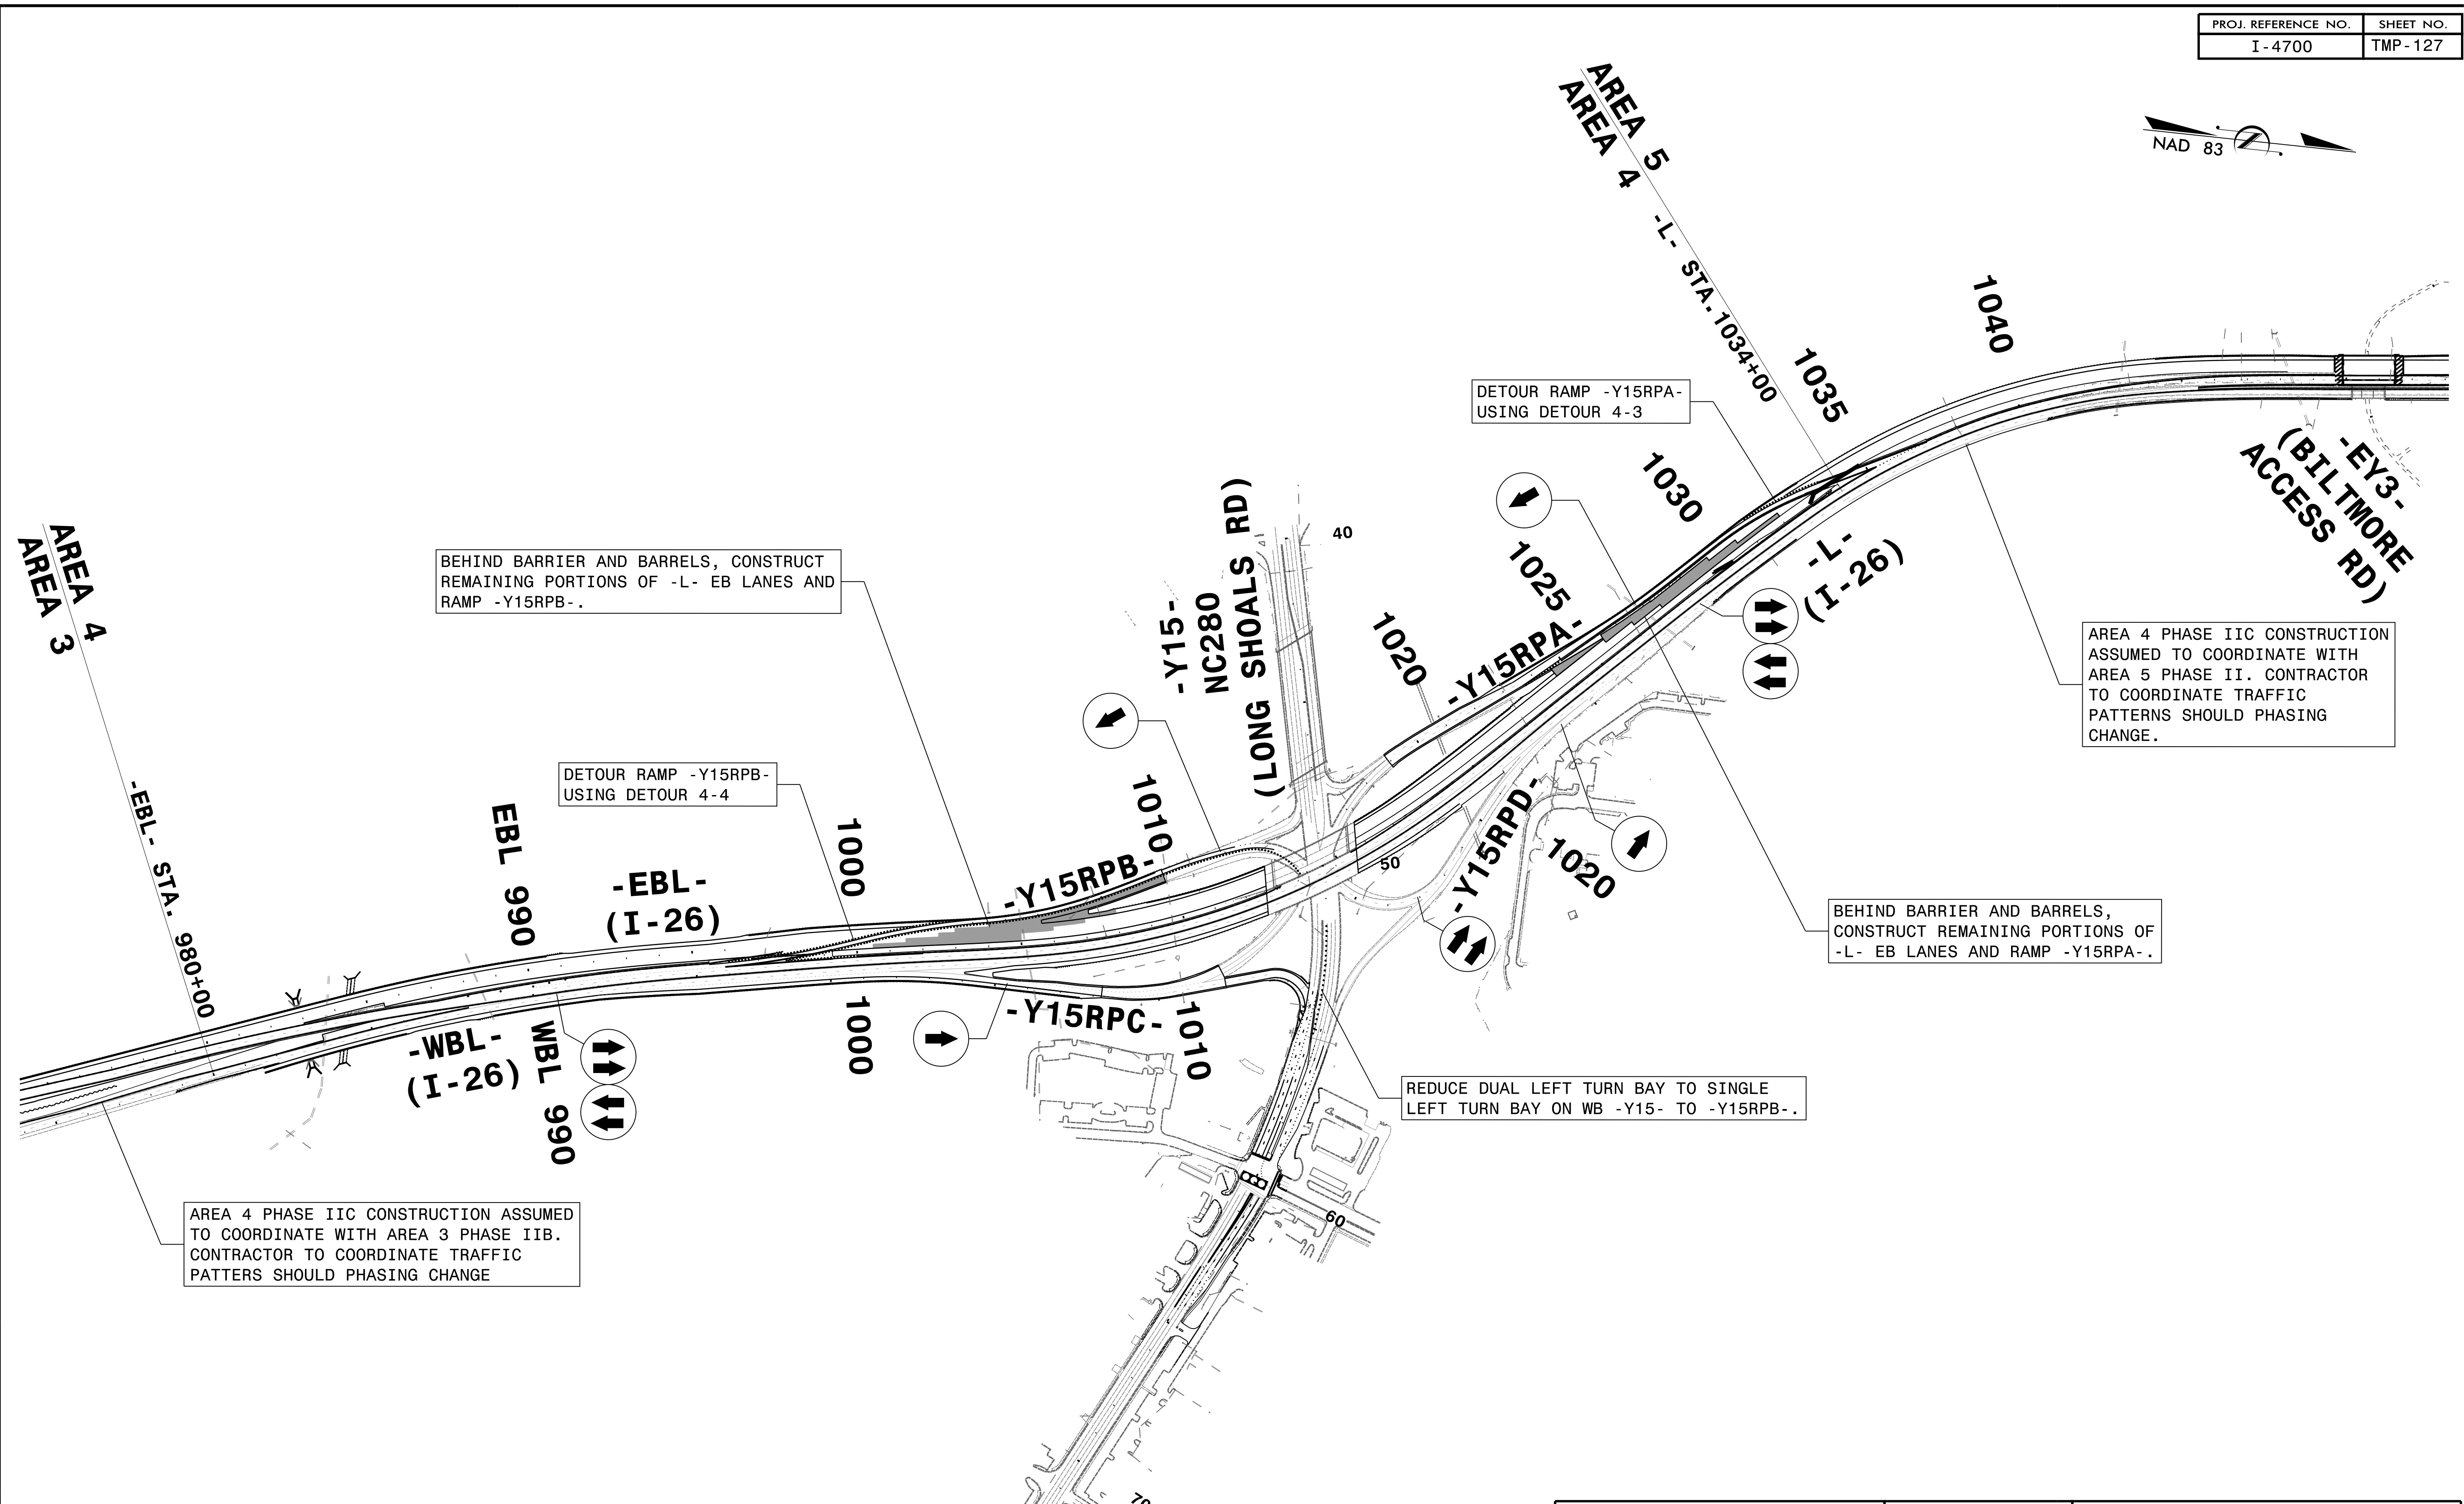 PROJ. REFERENCE NO.
SHEET NO.
I-4700
TMP-127
NAD 83
AREA 5
AREA 4
-L- STA.1034+00
1040
1035
DETOUR RAMP -Y15RPA-
USING DETOUR 4-3
1030
1025
1020
-Y15RPA-
-L-
(I-26)
-EY3-
(BILTMORE
ACCESS RD)
AREA 4 PHASE IIC CONSTRUCTION
ASSUMED TO COORDINATE WITH
AREA 5 PHASE II. CONTRACTOR
TO COORDINATE TRAFFIC
PATTERNS SHOULD PHASING
CHANGE.
AREA 4
AREA 3
-EBL- STA. 980+00
BEHIND BARRIER AND BARRELS, CONSTRUCT
REMAINING PORTIONS OF -L- EB LANES AND
RAMP -Y15RPB-.
40
-Y15-
NC280
(LONG SHOALS RD)
DETOUR RAMP -Y15RPB-
USING DETOUR 4-4
EBL 990
-EBL-
(I-26)
1000
1010
-Y15RPB-
50
-Y15RPD-
1020
BEHIND BARRIER AND BARRELS,
CONSTRUCT REMAINING PORTIONS OF
-L- EB LANES AND RAMP -Y15RPA-.
-WBL-
(I-26)
WBL 990
1000
-Y15RPC-
1010
REDUCE DUAL LEFT TURN BAY TO SINGLE
LEFT TURN BAY ON WB -Y15- TO -Y15RPB-.
60
AREA 4 PHASE IIC CONSTRUCTION ASSUMED
TO COORDINATE WITH AREA 3 PHASE IIB.
CONTRACTOR TO COORDINATE TRAFFIC
PATTERS SHOULD PHASING CHANGE
70